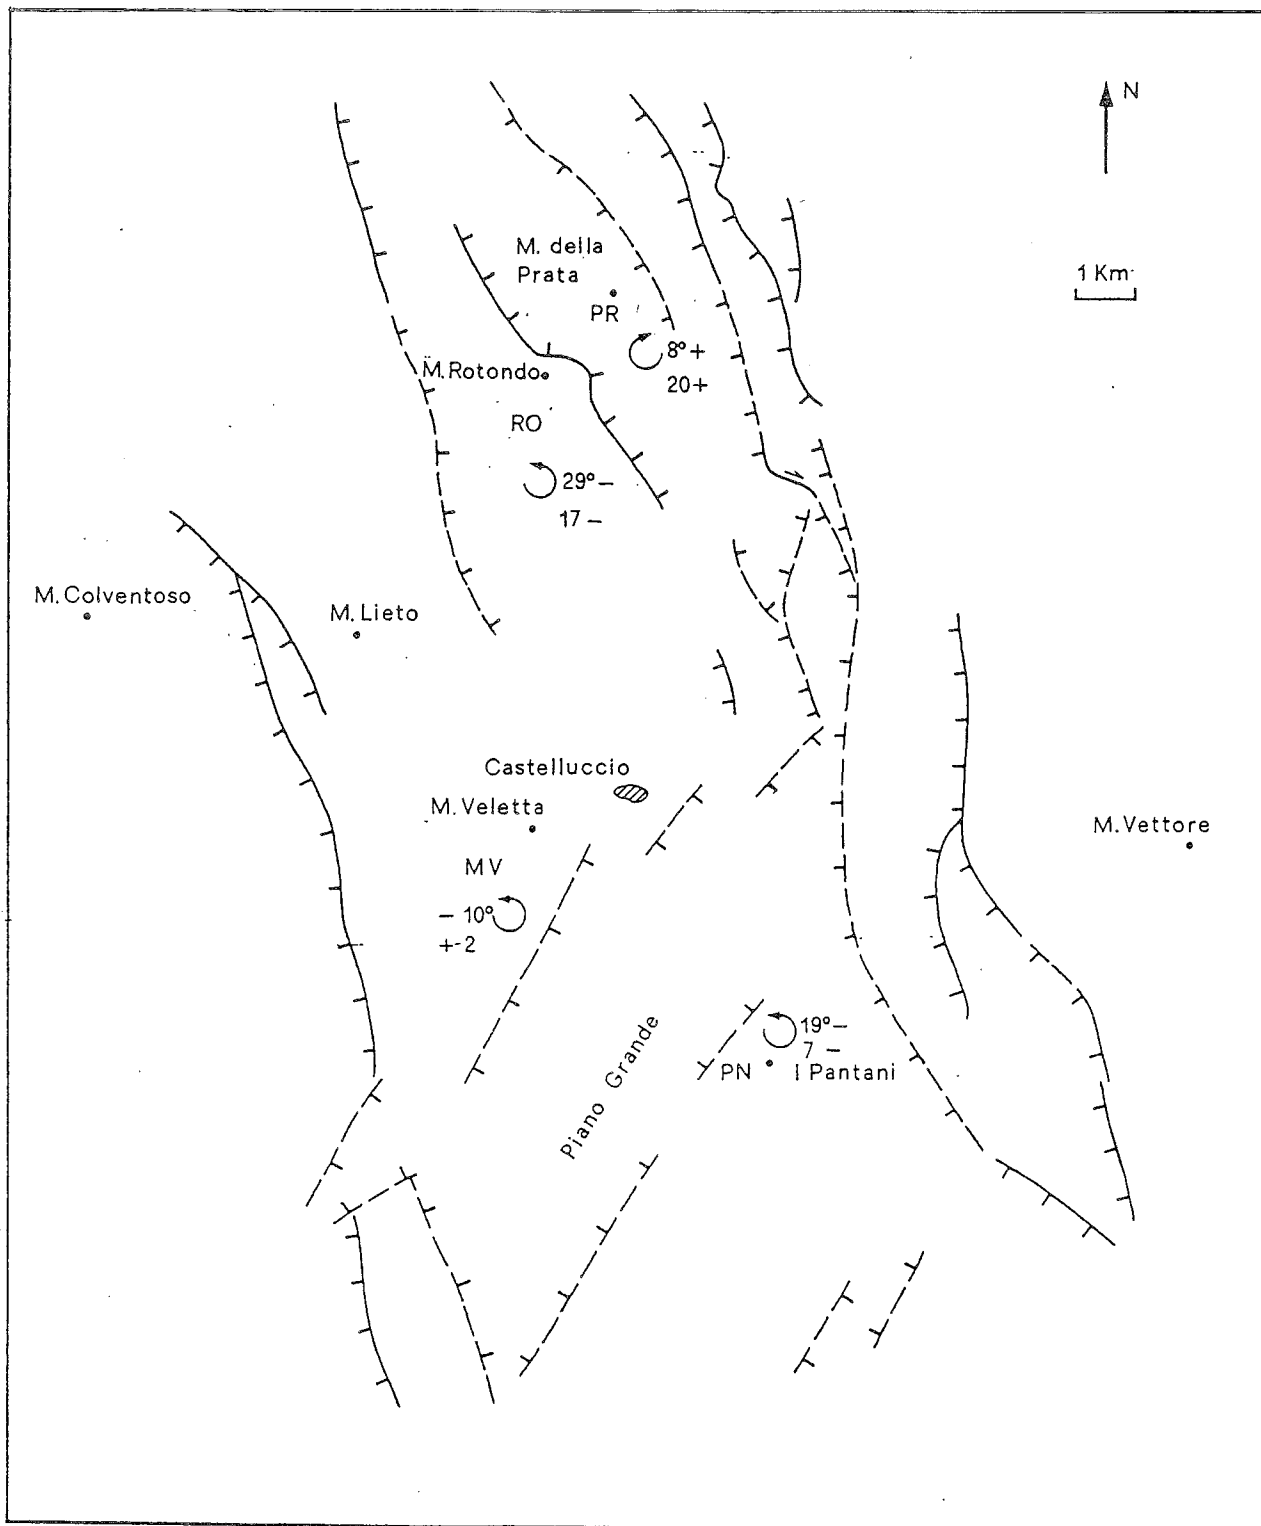 N
1 Km
M. della
Prata
PR
8°+
20+
M. Rotondo
RO
29°–
17 –
M. Colventoso
M. Lieto
Castelluccio
M. Veletta
M. Vettore
MV
– 10°
+-2
Piano Grande
19°–
7 –
PN
I Pantani